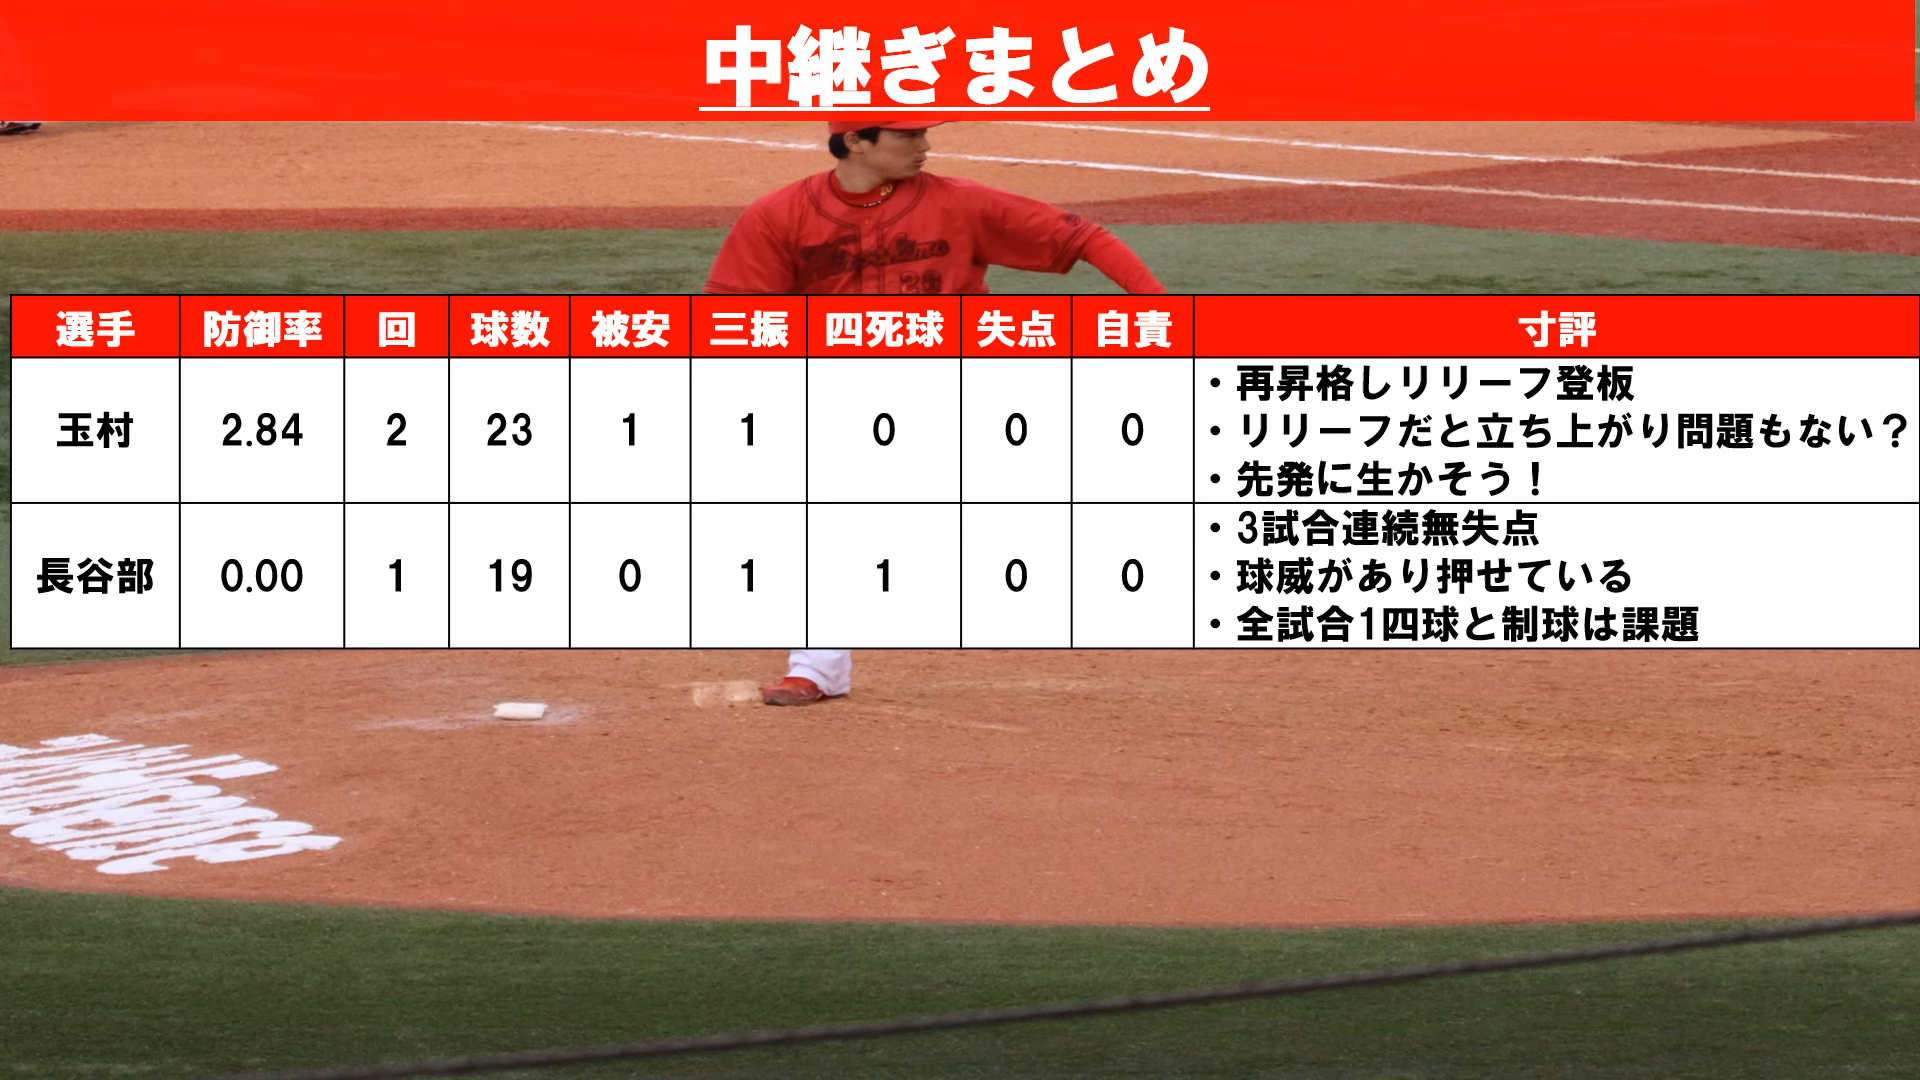 中継ぎまとめ
選手 防御率 回 球数 被安 三振 四死球 失点 自責 寸評
玉村 2.84 2 23 1 1 0 0 0
・再昇格しリリーフ登板
・リリーフだと立ち上がり問題もない？
・先発に生かそう！
長谷部 0.00 1 19 0 1 1 0 0
・3試合連続無失点
・球威があり押せている
・全試合1四球と制球は課題